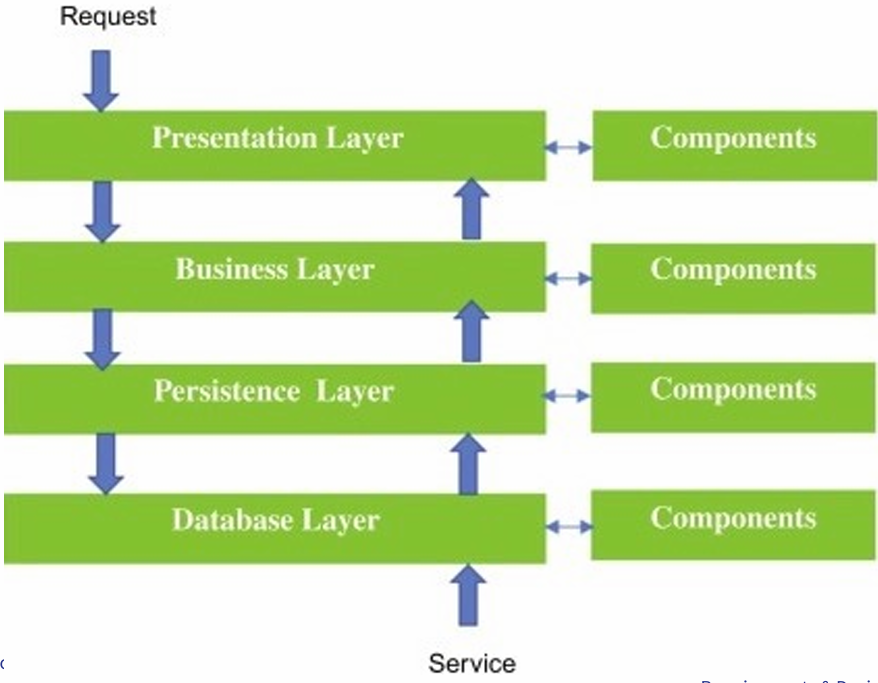 Request
Presentation Layer
Components
Business Layer
Components
Persistence Layer
Components
Database Layer
Components
Service